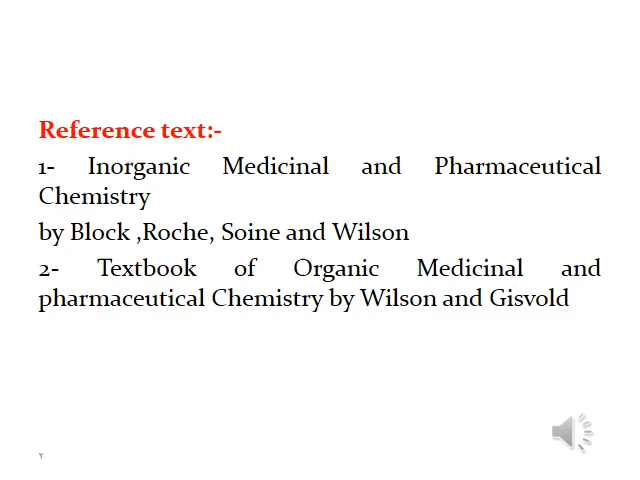 Reference text:-
1- Inorganic Medicinal and Pharmaceutical
Chemistry
by Block ,Roche, Soine and Wilson
2- Textbook of Organic Medicinal and
pharmaceutical Chemistry by Wilson and Gisvold
٢